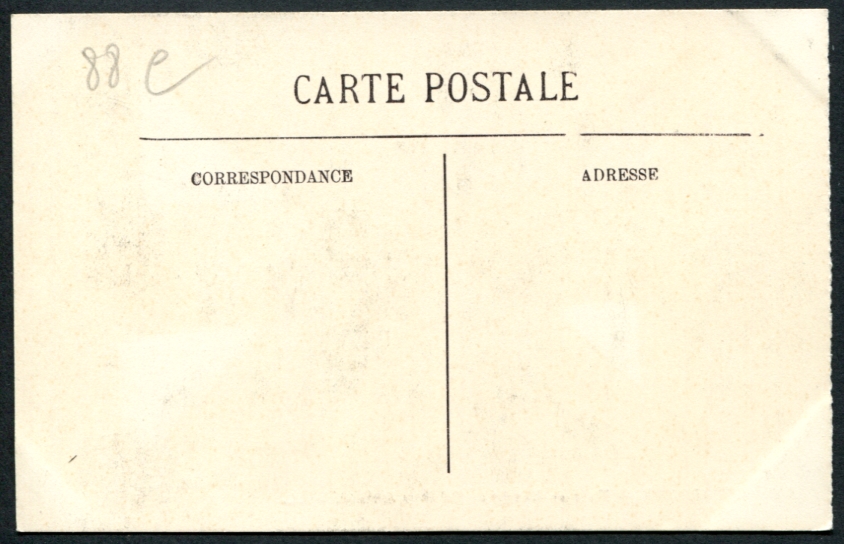 88 e
CARTE POSTALE
CORRESPONDANCE
ADRESSE